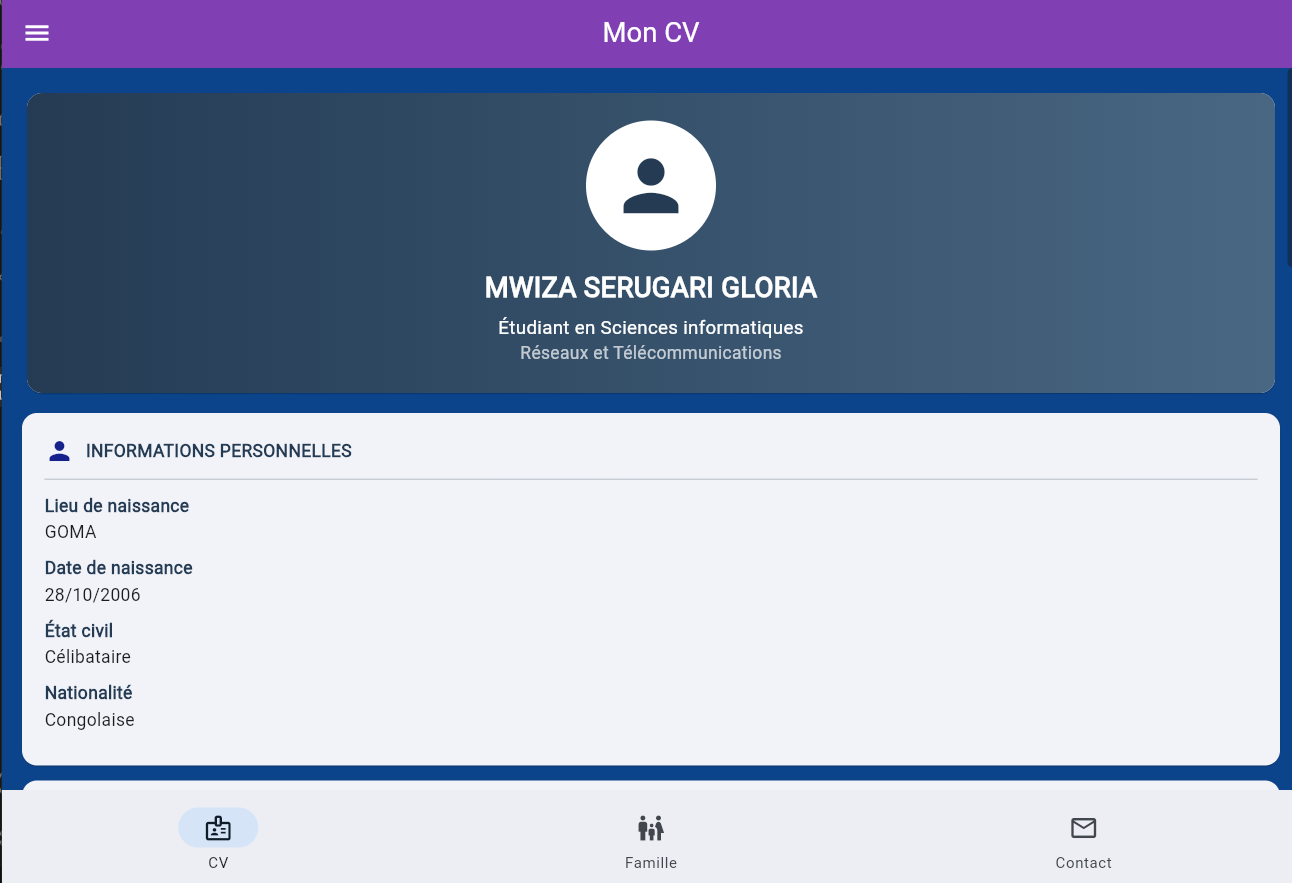 Mon CV
MWIZA SERUGARI GLORIA
Étudiant en Sciences informatiques
Réseaux et Télécommunications
INFORMATIONS PERSONNELLES
Lieu de naissance
GOMA
Date de naissance
28/10/2006
État civil
Célibataire
Nationalité
Congolaise
CV
Famille
Contact